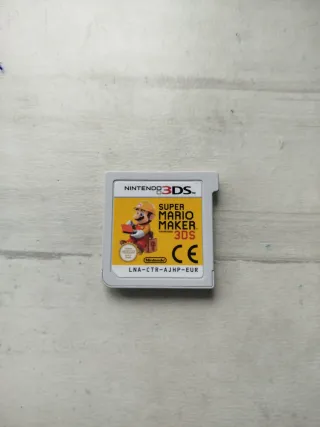 NINTENDO 3DS
SUPER
MARIO
MAKER
3DS
CE
Nintendo
LNA-CTR-AJHP-EUR